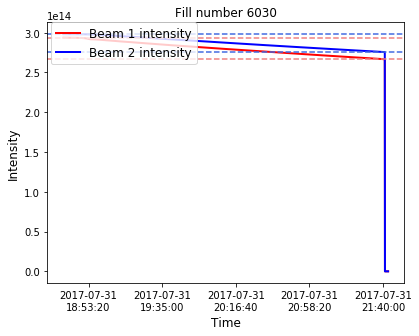 Fill number 6030
1e14
Beam 1 intensity
Beam 2 intensity
3.0
2.5
2.0
1.5
1.0
0.5
0.0
Intensity
2017-07-31
18:53:20
2017-07-31
19:35:00
2017-07-31
20:16:40
2017-07-31
20:58:20
2017-07-31
21:40:00
Time